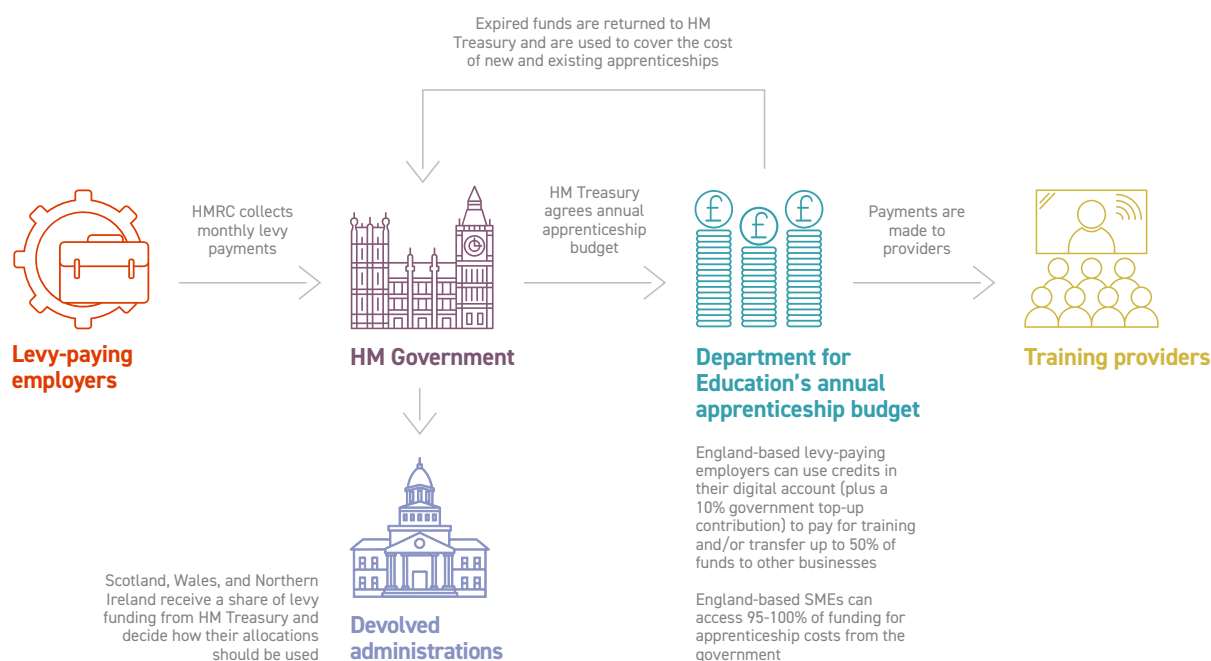 Expired funds are returned to HM
Treasury and are used to cover the cost
of new and existing apprenticeships
HMRC collects
monthly levy
payments
HM Treasury
agrees annual
apprenticeship
budget
£
£
£
Payments are
made to
providers
Levy-paying
employers
HM Government
Department for
Education’s annual
apprenticeship budget
Training providers
England-based levy-paying
employers can use credits in
their digital account (plus a
10% government top-up
contribution) to pay for training
and/or transfer up to 50% of
funds to other businesses
England-based SMEs can
access 95-100% of funding for
apprenticeship costs from the
government
Scotland, Wales, and Northern
Ireland receive a share of levy
funding from HM Treasury and
decide how their allocations
should be used
Devolved
administrations